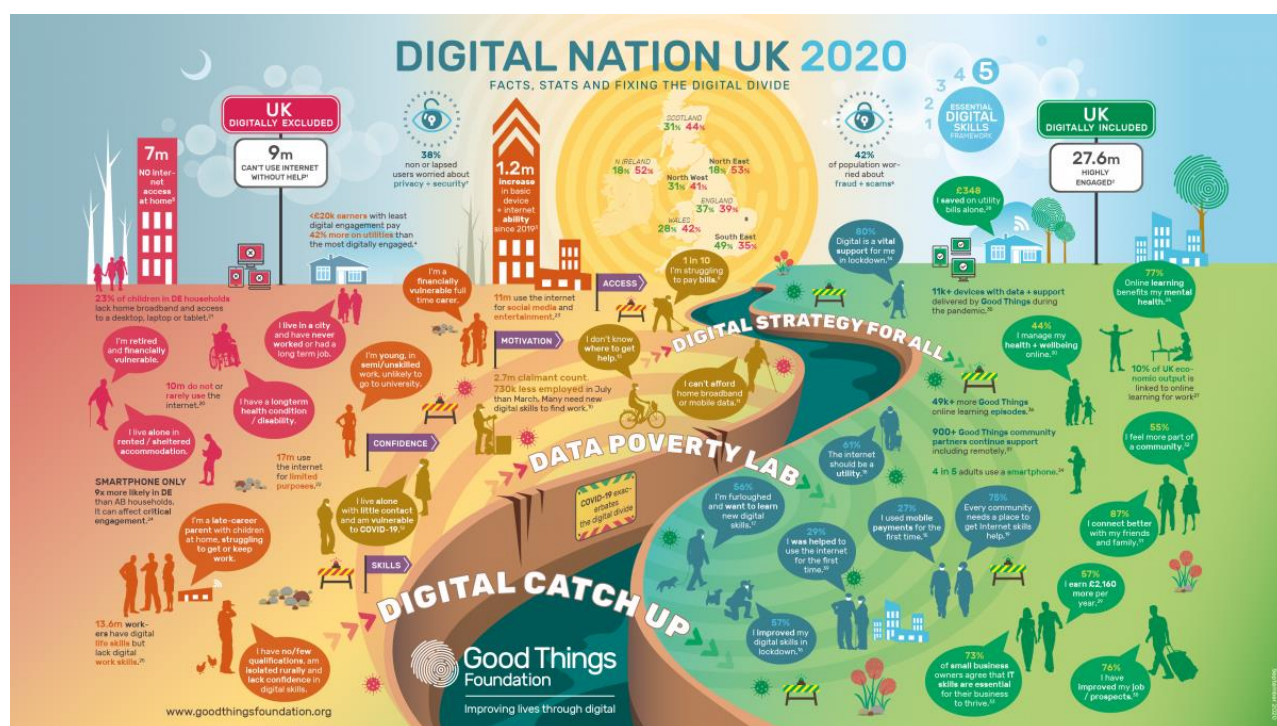 DIGITAL NATION UK 2020
FACTS, STATS AND FIXING THE DIGITAL DIVIDE
UK
DIGITALLY EXCLUDED
9m
CAN'T USE INTERNET
WITHOUT HELP¹
7m
NO Inter-
net
access
at home³
38%
non or lapsed
users worried about
privacy + security⁷
1.2m
increase
in basic
device
+ internet
ability
since 2019²
SCOTLAND
31% 44%
N IRELAND
18% 52%
North East
18% 53%
North West
31% 41%
ENGLAND
37% 39%
WALES
28% 42%
South East
49% 35%
42%
of population wor-
ried about
fraud + scams⁸
1
2
3
4
5
ESSENTIAL
DIGITAL
SKILLS
FRAMEWORK
UK
DIGITALLY INCLUDED
27.6m
HIGHLY
ENGAGED
£348
I saved on utility
bills alone.
<£20k earners with least
digital engagement pay
42% more on utilities than
the most digitally engaged.⁴
23% of children in DE households
lack home broadband and access
to a desktop, laptop or tablet.²¹
I live in a city
and have never
worked or had a
long term job.
I'm a
financially
vulnerable full
time carer.
I'm retired
and financially
vulnerable.
10m do not or
rarely use the
internet.
I have a longterm
health condition
/ disability.
I'm young, in
semi/unskilled
work, unlikely to
go to university.
I live alone in
rented / sheltered
accommodation.
17m use
the internet
for limited
purposes.
SMARTPHONE ONLY
9x more likely in DE
than AB households.
It can affect critical
engagement.²⁴
I'm a late-career
parent with children
at home, struggling
to get or keep
work.
13.6m work-
ers have digital
life skills but
lack digital
work skills.²⁵
I have no/few
qualifications, am
isolated rurally and
lack confidence in
digital skills.
www.goodthingsfoundation.org
ACCESS
11m use the internet
for social media and
entertainment.²³
MOTIVATION
2.7m claimant count.
730k less employed in July
than March. Many need new
digital skills to find work.¹⁰
CONFIDENCE
I live alone
with little contact
and am vulnerable
to COVID-19.
SKILLS
1 in 10
I'm struggling
to pay bills.
I don't know
where to get
help.
I can't afford
home broadband
or mobile data.
DIGITAL STRATEGY FOR ALL
DATA POVERTY LAB
COVID-19 exac-
erbates
the digital divide
DIGITAL CATCH UP
Good Things
Foundation
Improving lives through digital
80%
Digital is a vital
support for me
in lockdown.
61%
The internet
should be a
utility.
56%
I'm furloughed
and want to learn
new digital
skills.
29%
I was helped to
use the internet
for the first
time.
27%
I used mobile
payments for the
first time.
78%
Every community
needs a place to
get Internet skills
help.
57%
I improved my
digital skills in
lockdown.
11k+ devices with data + support
delivered by Good Things during
the pandemic.
77%
Online learning
benefits my mental
health.
44%
I manage my
health + wellbeing
online.
10% of UK eco-
nomic output is
linked to online
learning for work
49k+ more Good Things
online learning episodes.
900+ Good Things community
partners continue support
including remotely.
4 in 5 adults use a smartphone.
55%
I feel more part
of a community.
87%
I connect better
with my friends
and family.
57%
I earn £2,160
more per
year.
73%
of small business
owners agree that IT
skills are essential
for their business
to thrive.
76%
I have
improved my job
/ prospects.